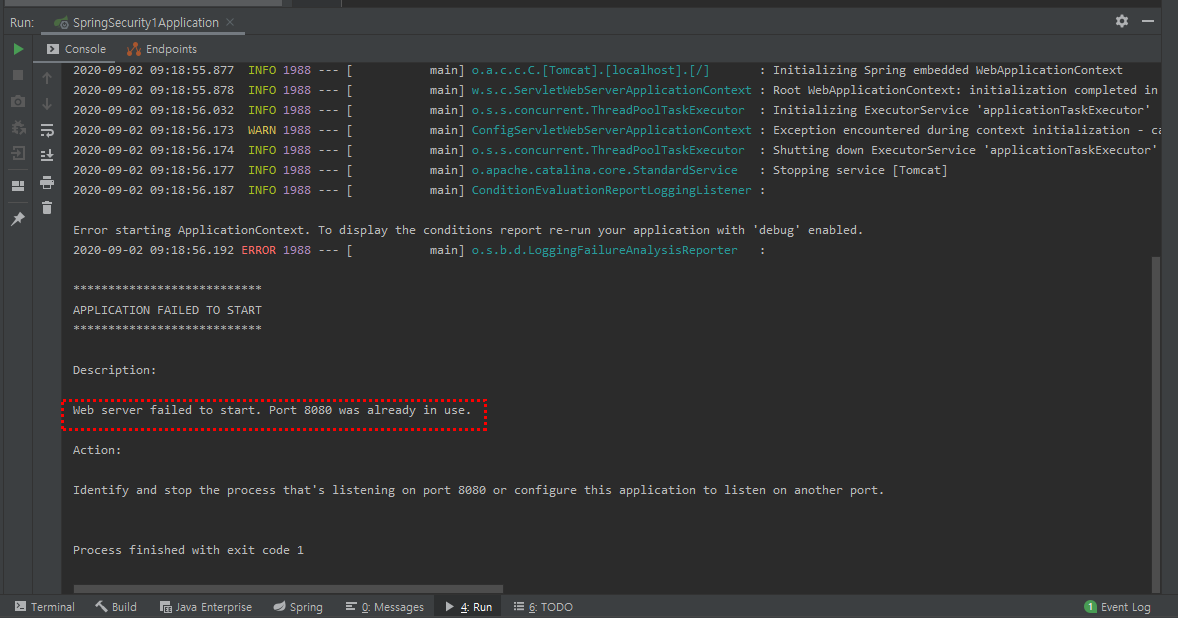 Run: SpringSecurity1Application
Console Endpoints
2020-09-02 09:18:55.877  INFO 1988 --- [           main] o.a.c.c.C.[Tomcat].[localhost].[/]       : Initializing Spring embedded WebApplicationContext
2020-09-02 09:18:55.878  INFO 1988 --- [           main] w.s.c.ServletWebServerApplicationContext : Root WebApplicationContext: initialization completed in
2020-09-02 09:18:56.032  INFO 1988 --- [           main] o.s.s.concurrent.ThreadPoolTaskExecutor  : Initializing ExecutorService 'applicationTaskExecutor'
2020-09-02 09:18:56.173  WARN 1988 --- [           main] ConfigServletWebServerApplicationContext : Exception encountered during context initialization - ca
2020-09-02 09:18:56.174  INFO 1988 --- [           main] o.s.s.concurrent.ThreadPoolTaskExecutor  : Shutting down ExecutorService 'applicationTaskExecutor'
2020-09-02 09:18:56.177  INFO 1988 --- [           main] o.apache.catalina.core.StandardService   : Stopping service [Tomcat]
2020-09-02 09:18:56.187  INFO 1988 --- [           main] ConditionEvaluationReportLoggingListener :
Error starting ApplicationContext. To display the conditions report re-run your application with 'debug' enabled.
2020-09-02 09:18:56.192 ERROR 1988 --- [           main] o.s.b.d.LoggingFailureAnalysisReporter   :
***************************
APPLICATION FAILED TO START
***************************
Description:
Web server failed to start. Port 8080 was already in use.
Action:
Identify and stop the process that's listening on port 8080 or configure this application to listen on another port.
Process finished with exit code 1
Terminal Build Java Enterprise Spring 0: Messages 4: Run 6: TODO 1 Event Log